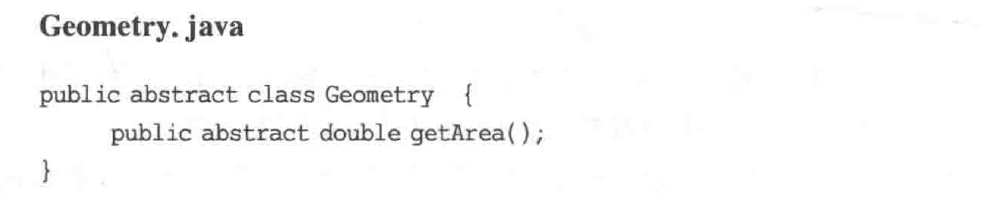 Geometry. java
public abstract class Geometry {
public abstract double getArea();
}